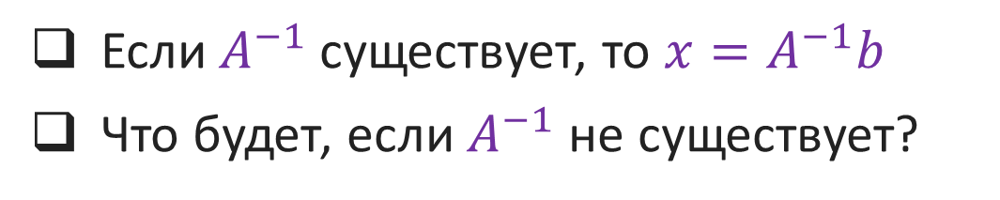 ❑ Если A⁻¹ существует, то x = A⁻¹b
❑ Что будет, если A⁻¹ не существует?